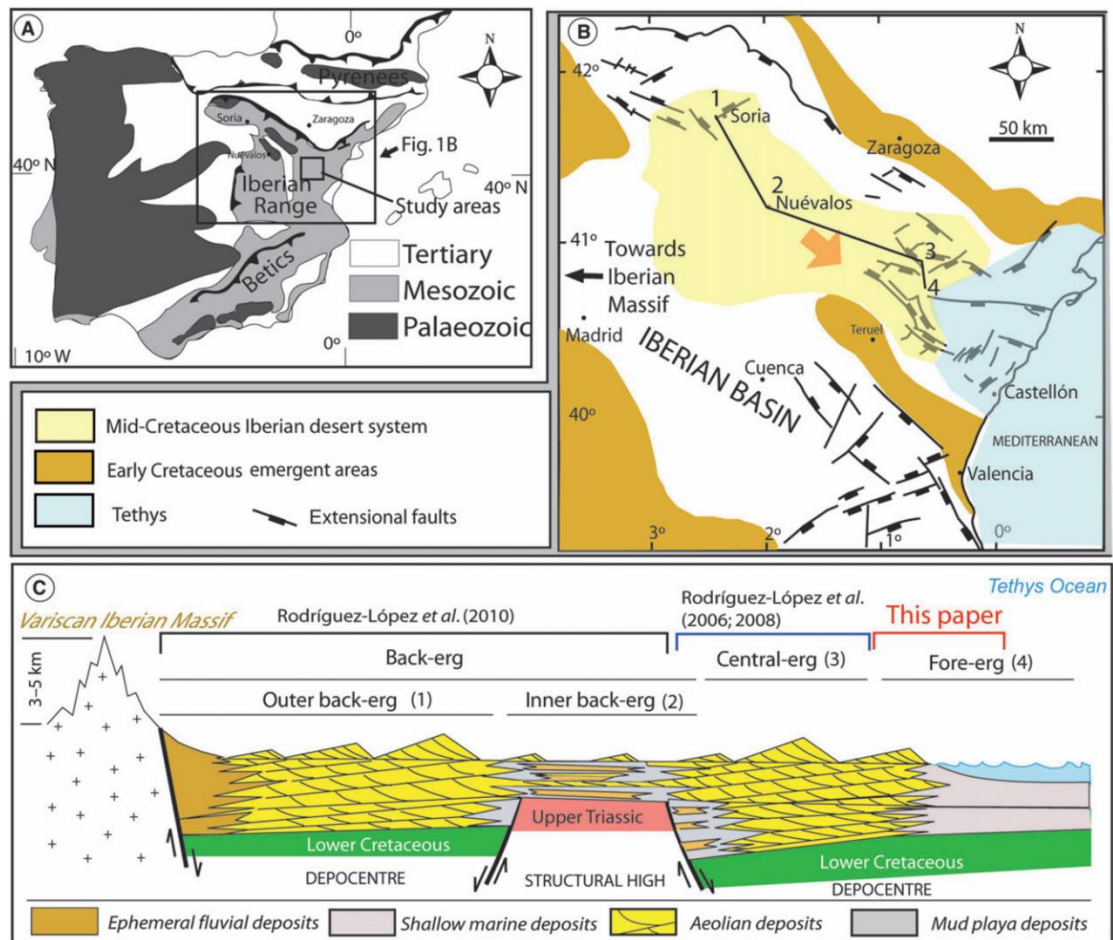 A
0º
N
Pyrenees
Soria
Zaragoza
Nuévalos
Fig. 1B
40º N
40º N
Iberian
Range
Study areas
Betics
Tertiary
Mesozoic
Palaeozoic
10º W
0º
B
42º
N
1
Soria
50 km
Zaragoza
2
Nuévalos
41º
Towards
Iberian
Massif
3
4
Madrid
Teruel
IBERIAN BASIN
Cuenca
Castellón
40º
MEDITERRANEAN
Valencia
3º
2º
1º
0º
Mid-Cretaceous Iberian desert system
Early Cretaceous emergent areas
Tethys
Extensional faults
C
Tethys Ocean
Variscan Iberian Massif
Rodríguez-López et al. (2010)
Rodríguez-López et al.
(2006; 2008)
This paper
3–5 km
Back-erg
Central-erg (3)
Fore-erg (4)
Outer back-erg (1)
Inner back-erg (2)
Upper Triassic
Lower Cretaceous
Lower Cretaceous
DEPOCENTRE
STRUCTURAL HIGH
DEPOCENTRE
Ephemeral fluvial deposits
Shallow marine deposits
Aeolian deposits
Mud playa deposits